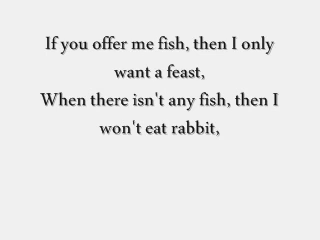 If you offer me fish, then I only
want a feast,
When there isn't any fish, then I
won't eat rabbit,